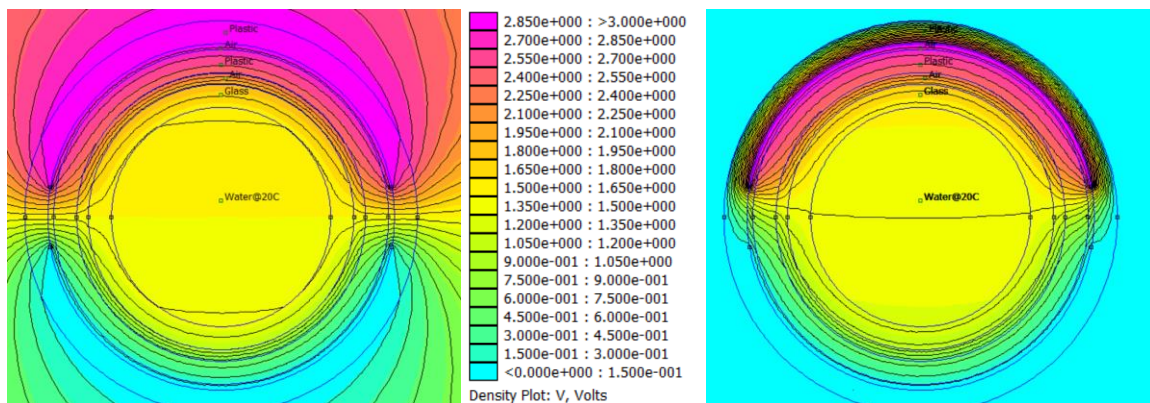 Plastic
Air
Plastic
Air
Glass
Water@20C
2.850e+000 : >3.000e+000
2.700e+000 : 2.850e+000
2.550e+000 : 2.700e+000
2.400e+000 : 2.550e+000
2.250e+000 : 2.400e+000
2.100e+000 : 2.250e+000
1.950e+000 : 2.100e+000
1.800e+000 : 1.950e+000
1.650e+000 : 1.800e+000
1.500e+000 : 1.650e+000
1.350e+000 : 1.500e+000
1.200e+000 : 1.350e+000
1.050e+000 : 1.200e+000
9.000e-001 : 1.050e+000
7.500e-001 : 9.000e-001
6.000e-001 : 7.500e-001
4.500e-001 : 6.000e-001
3.000e-001 : 4.500e-001
1.500e-001 : 3.000e-001
<0.000e+000 : 1.500e-001
Density Plot: V, Volts
Plastic
Air
Plastic
Air
Glass
Water@20C